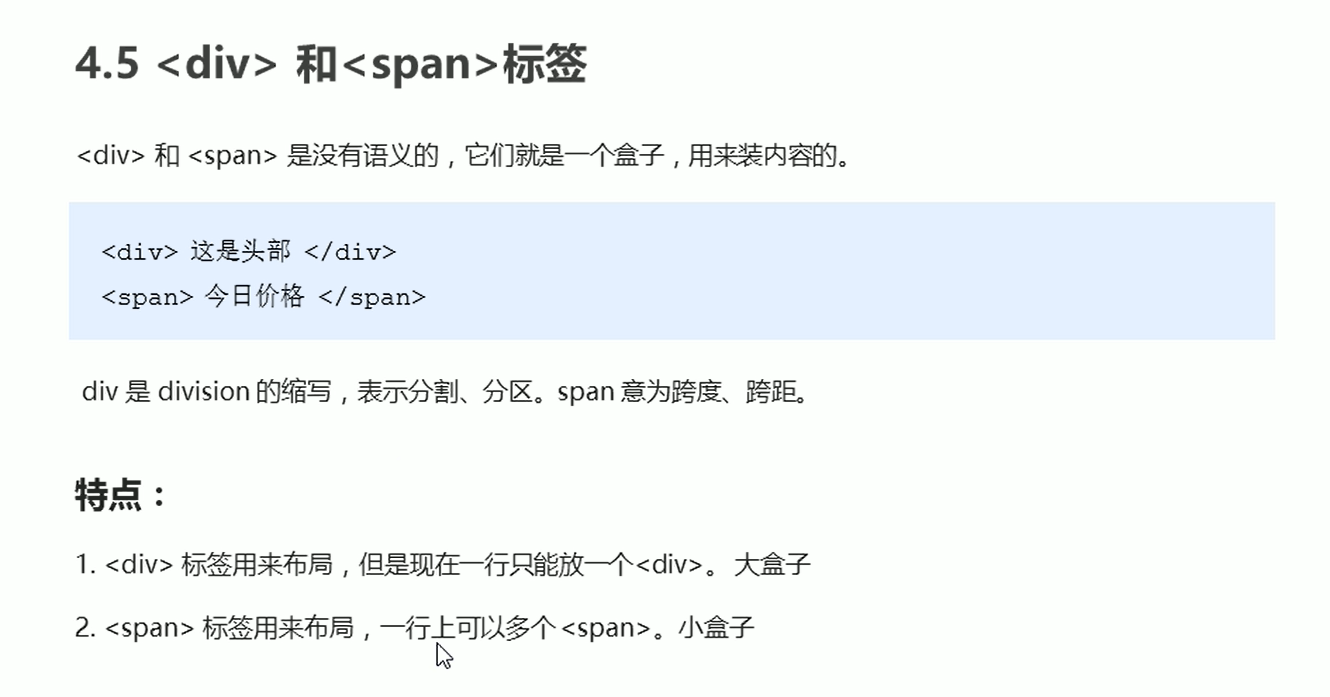 4.5 <div> 和<span>标签
<div> 和 <span> 是没有语义的，它们就是一个盒子，用来装内容的。
<div> 这是头部 </div>
<span> 今日价格 </span>
div 是 division 的缩写，表示分割、分区。span 意为跨度、跨距。
特点：
1. <div> 标签用来布局，但是现在一行只能放一个<div>。 大盒子
2. <span> 标签用来布局，一行上可以多个 <span>。小盒子